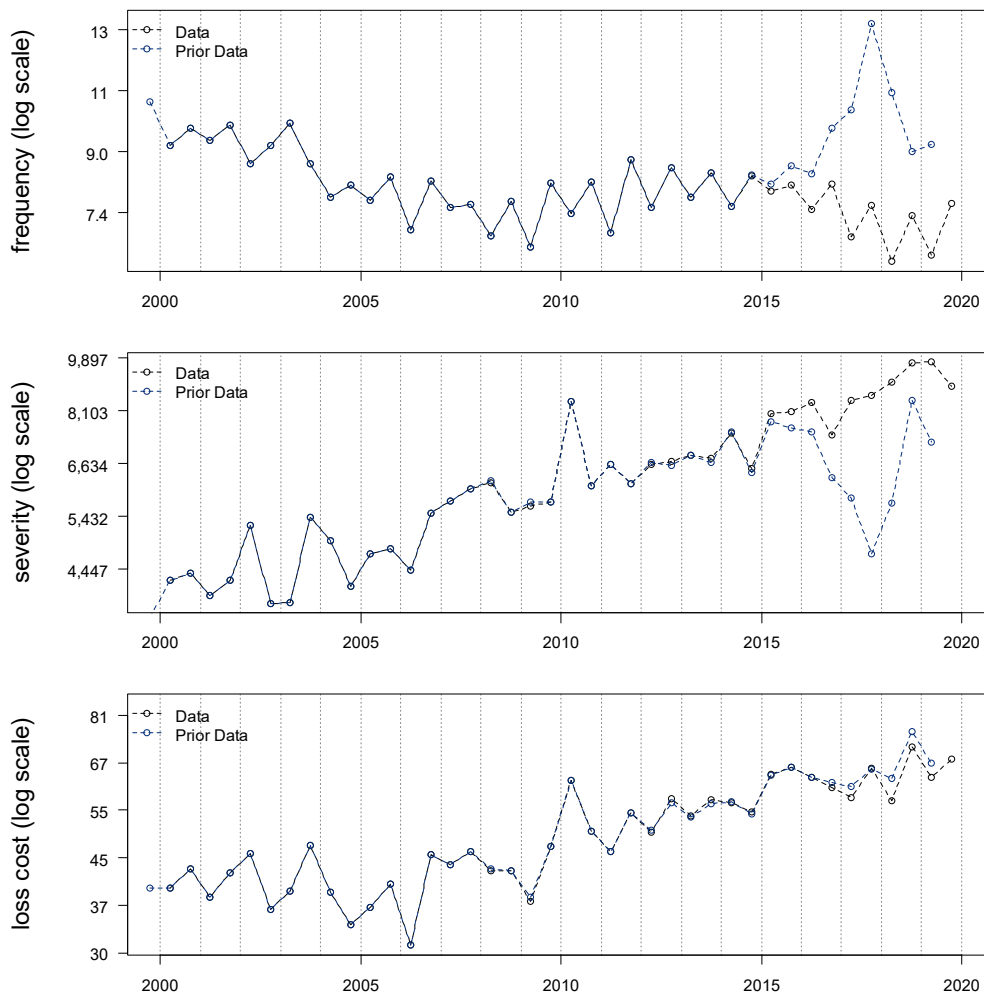 frequency (log scale)
13
11
9.0
7.4
Data
Prior Data
2000 2005 2010 2015 2020
severity (log scale)
9,897
8,103
6,634
5,432
4,447
Data
Prior Data
2000 2005 2010 2015 2020
loss cost (log scale)
81
67
55
45
37
30
Data
Prior Data
2000 2005 2010 2015 2020